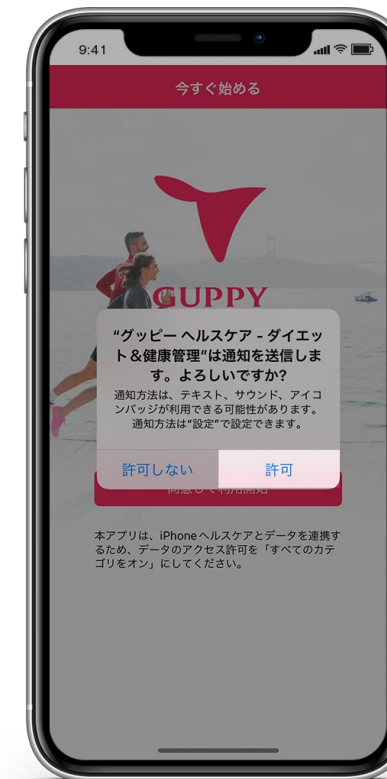 9:41
今すぐ始める
GUPPY
“グッピー ヘルスケア - ダイエッ
ト＆健康管理”は通知を送信しま
す。よろしいですか?
通知方法は、テキスト、サウンド、アイコ
ンバッジが利用できる可能性があります。
通知方法は“設定”で設定できます。
許可しない
許可
同意して利用開始
本アプリは、iPhoneヘルスケアとデータを連携す
るため、データのアクセス許可を「すべてのカテ
ゴリをオン」にしてください。